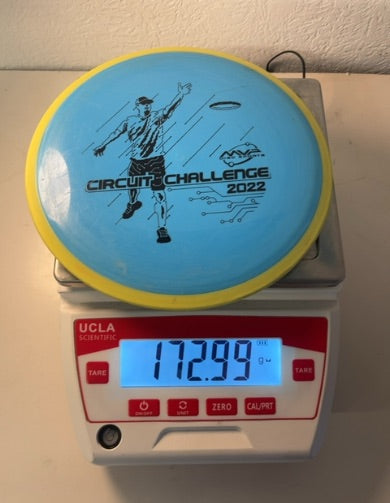 MVP
CIRCUIT CHALLENGE
2022
UCLA
SCIENTIFIC
172.99 g
TARE
TARE
ON/OFF
UNIT
ZERO
CAL/PRT